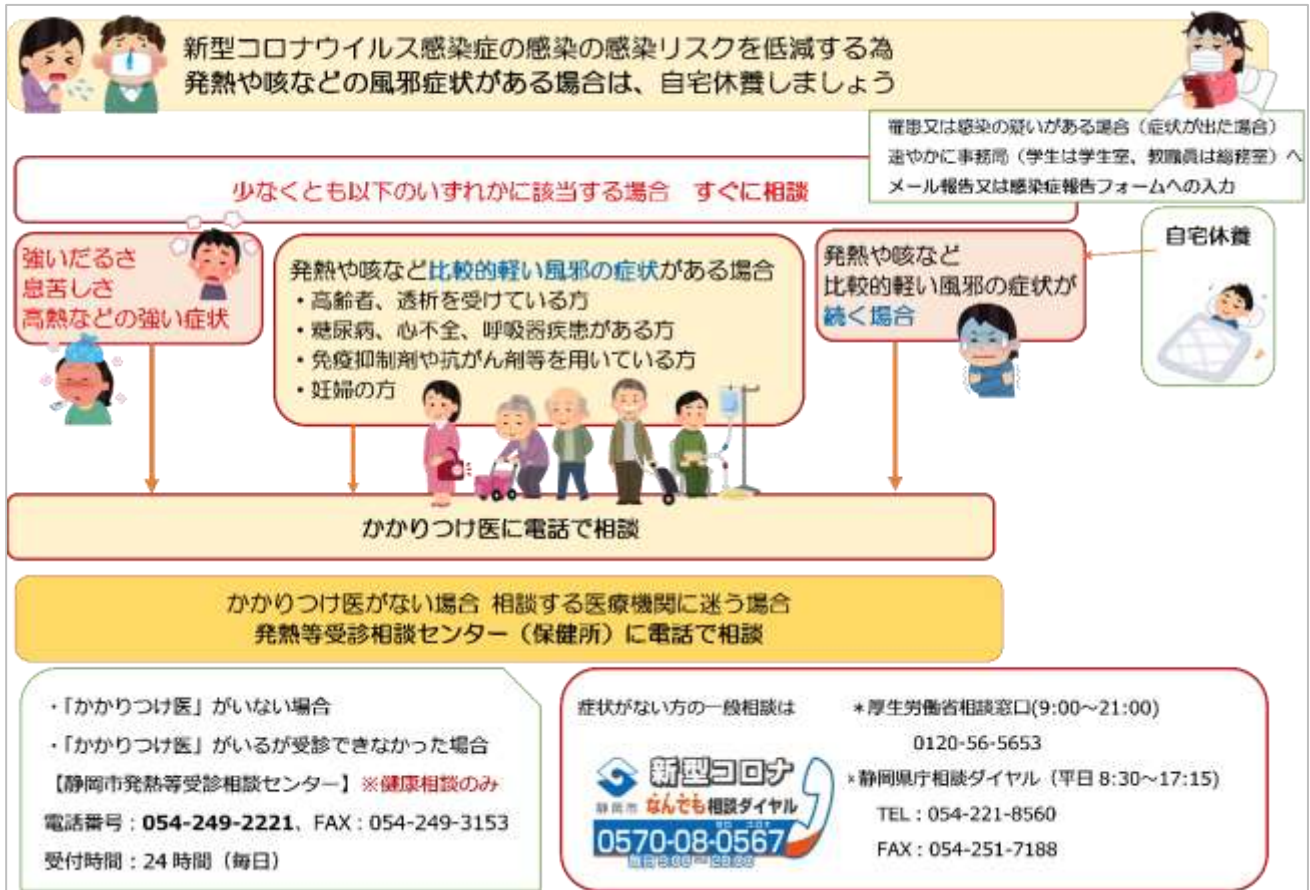 新型コロナウイルス感染症の感染の感染リスクを低減する為
発熱や咳などの風邪症状がある場合は、自宅休養しましょう
罹患又は感染の疑いがある場合（症状が出た場合）
速やかに事務局（学生は学生室、教職員は総務室）へ
メール報告又は感染症報告フォームへの入力
少なくとも以下のいずれかに該当する場合　すぐに相談
強いだるさ
息苦しさ
高熱などの強い症状
発熱や咳など比較的軽い風邪の症状がある場合
・高齢者、透析を受けている方
・糖尿病、心不全、呼吸器疾患がある方
・免疫抑制剤や抗がん剤等を用いている方
・妊婦の方
発熱や咳など
比較的軽い風邪の症状が
続く場合
自宅休養
かかりつけ医に電話で相談
かかりつけ医がない場合 相談する医療機関に迷う場合
発熱等受診相談センター（保健所）に電話で相談
・「かかりつけ医」がいない場合
・「かかりつけ医」がいるが受診できなかった場合
【静岡市発熱等受診相談センター】※健康相談のみ
電話番号：054-249-2221、FAX：054-249-3153
受付時間：24時間（毎日）
症状がない方の一般相談は
新型コロナ
静岡市 なんでも相談ダイヤル
0570-08-0567
＊厚生労働省相談窓口(9:00～21:00)
0120-56-5653
＊静岡県庁相談ダイヤル（平日 8:30～17:15）
TEL：054-221-8560
FAX：054-251-7188